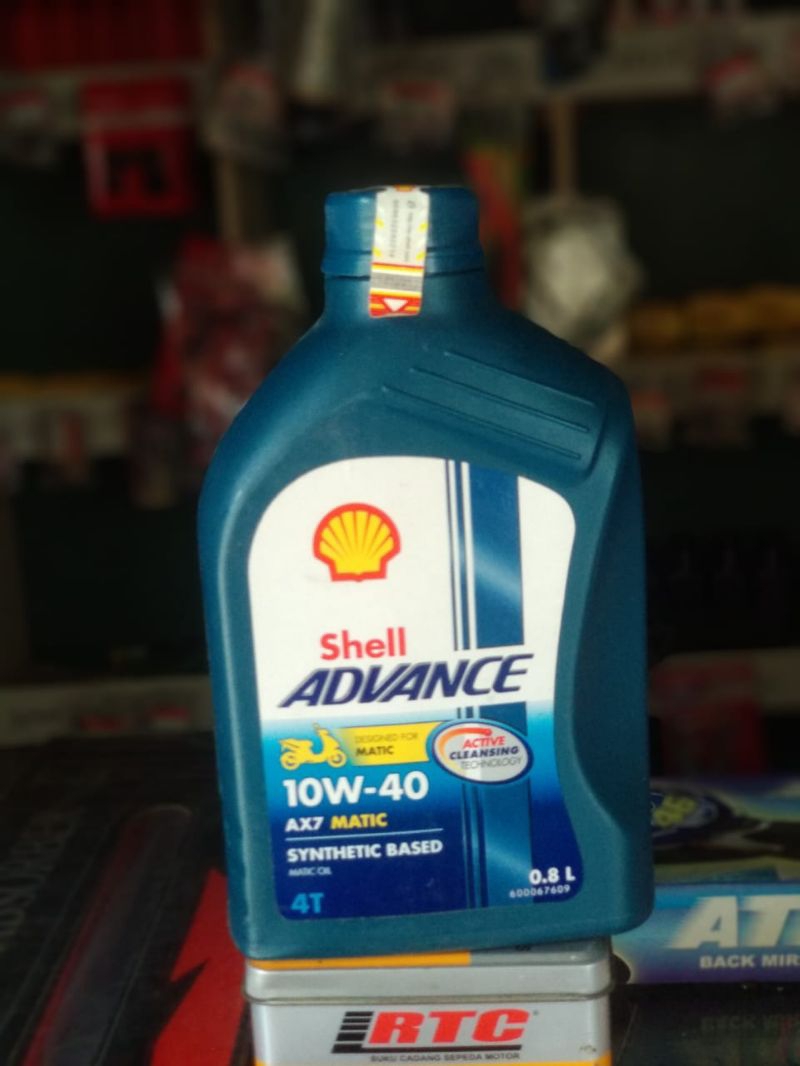 Shell
ADVANCE
DESIGNED FOR
MATIC
ACTIVE
CLEANSING
TECHNOLOGY
10W-40
AX7 MATIC
SYNTHETIC BASED
MATIC OIL
4T
0.8 L
600067609
BACK MIR
RTC
SUKU CADANG SEPEDA MOTOR